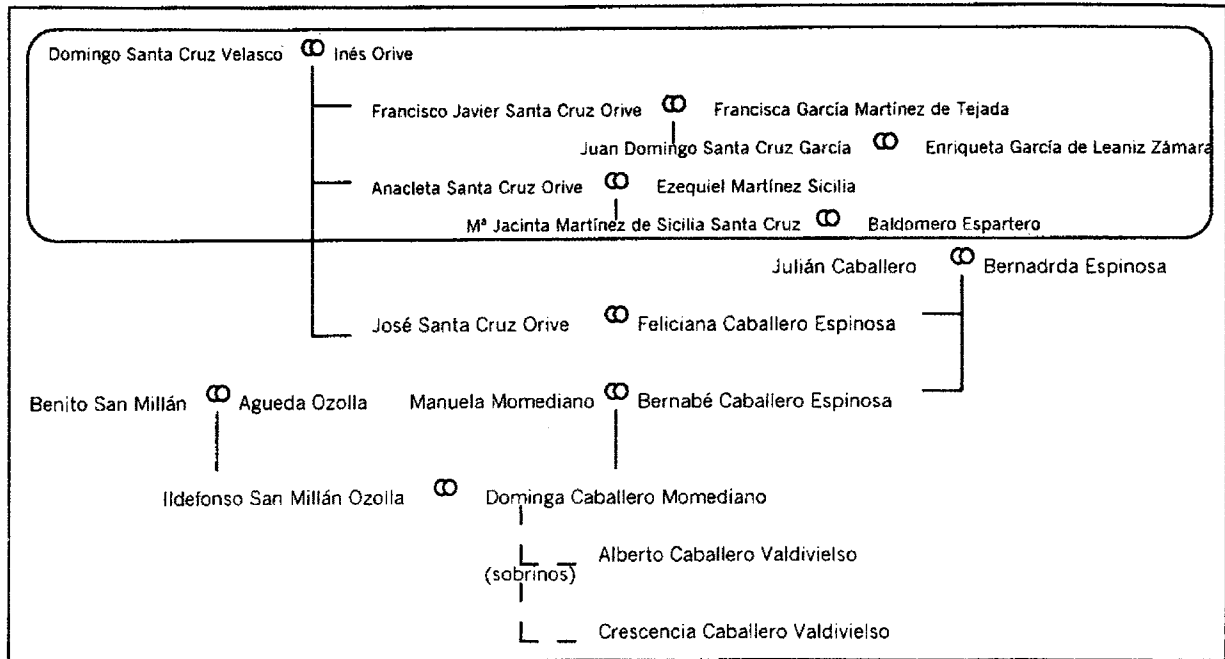 Domingo Santa Cruz Velasco Inés Orive
Francisco Javier Santa Cruz Orive Francisca García Martínez de Tejada
Juan Domingo Santa Cruz García Enriqueta García de Leaniz Zámara
Anacleta Santa Cruz Orive Ezequiel Martínez Sicilia
Mª Jacinta Martínez de Sicilia Santa Cruz Baldomero Espartero
Julián Caballero Bernadrda Espinosa
José Santa Cruz Orive Feliciana Caballero Espinosa
Benito San Millán Agueda Ozolla Manuela Momediano Bernabé Caballero Espinosa
Ildefonso San Millán Ozolla Dominga Caballero Momediano
Alberto Caballero Valdivielso
(sobrinos)
Crescencia Caballero Valdivielso